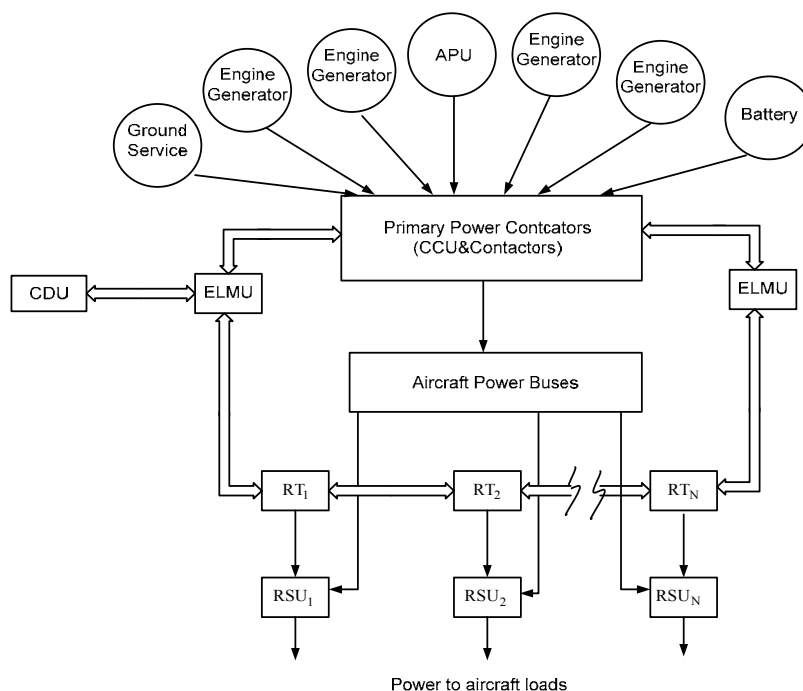 Engine
Generator
APU
Engine
Generator
Engine
Generator
Engine
Generator
Ground
Service
Battery
Primary Power Contcators
(CCU&Contactors)
CDU
ELMU
ELMU
Aircraft Power Buses
RT1
RT2
RTN
RSU1
RSU2
RSUN
Power to aircraft loads